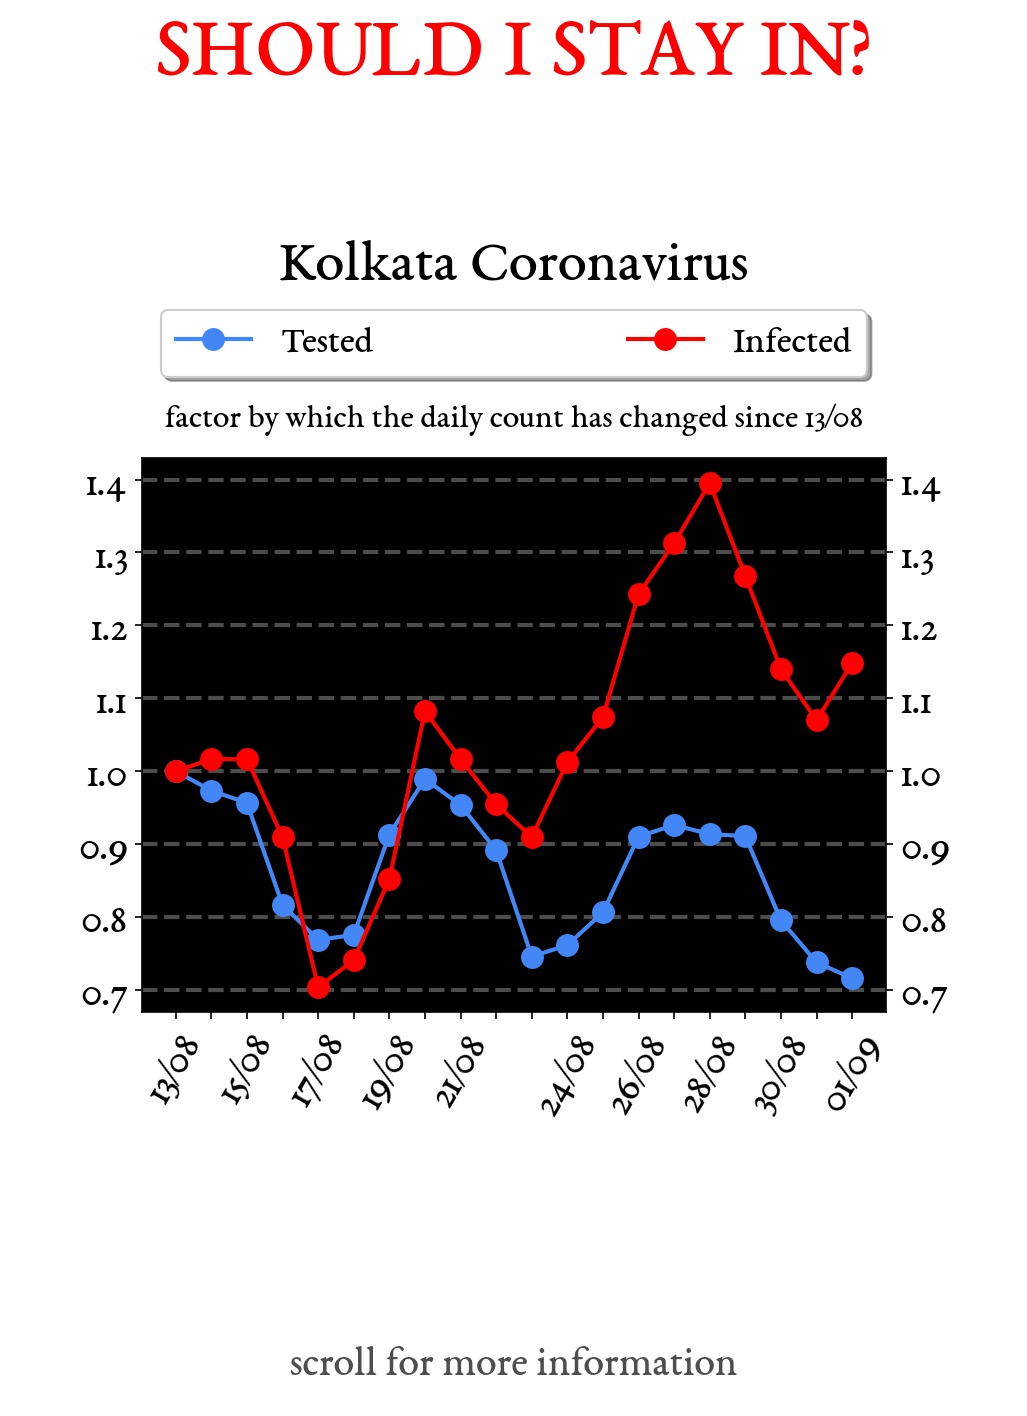 SHOULD I STAY IN?
Kolkata Coronavirus
Tested Infected
factor by which the daily count has changed since 13/08
1.4 1.4
1.3 1.3
1.2 1.2
1.1 1.1
1.0 1.0
0.9 0.9
0.8 0.8
0.7 0.7
13/08 15/08 17/08 19/08 21/08 24/08 26/08 28/08 30/08 01/09
scroll for more information